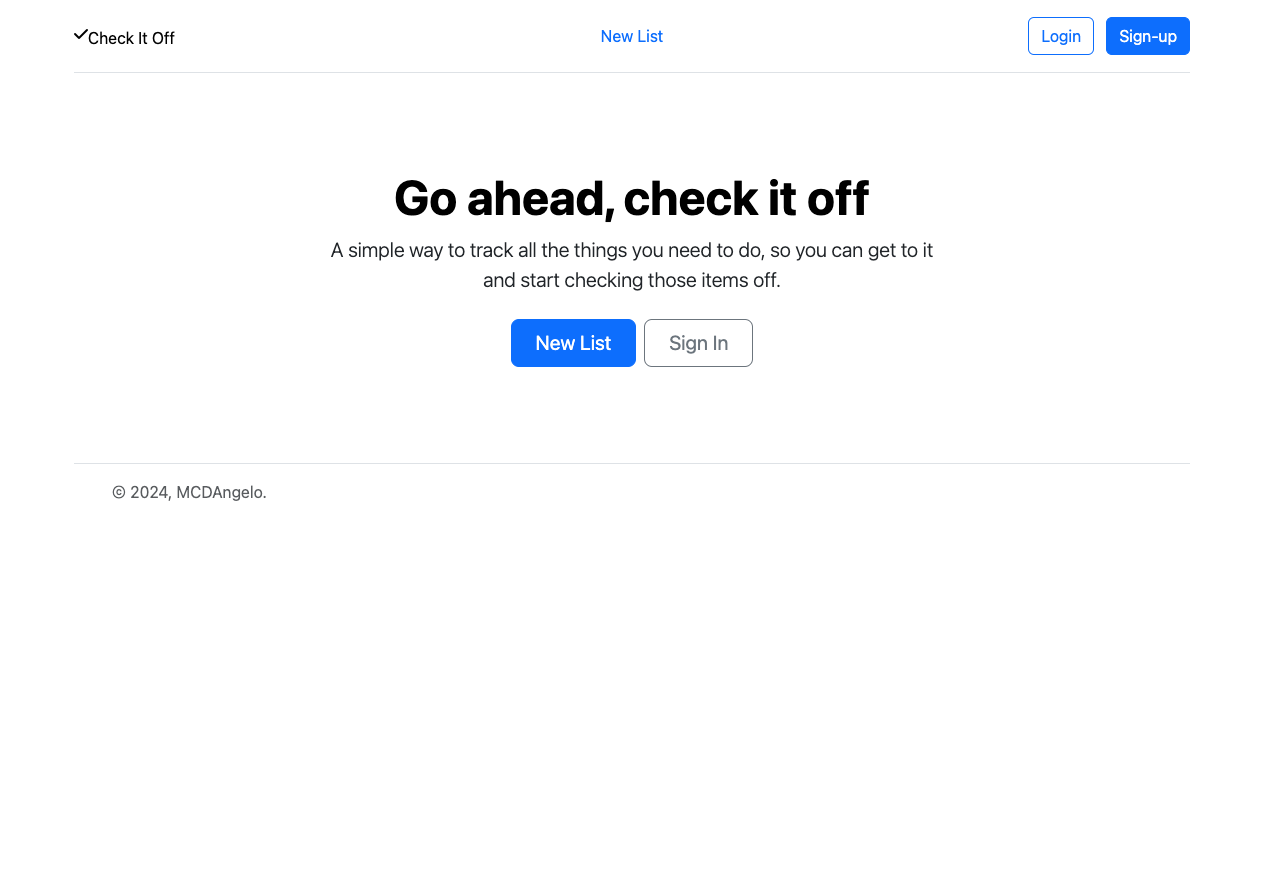 Check It Off
New List
Login
Sign-up
Go ahead, check it off
A simple way to track all the things you need to do, so you can get to it
and start checking those items off.
New List
Sign In
© 2024, MCDAngelo.